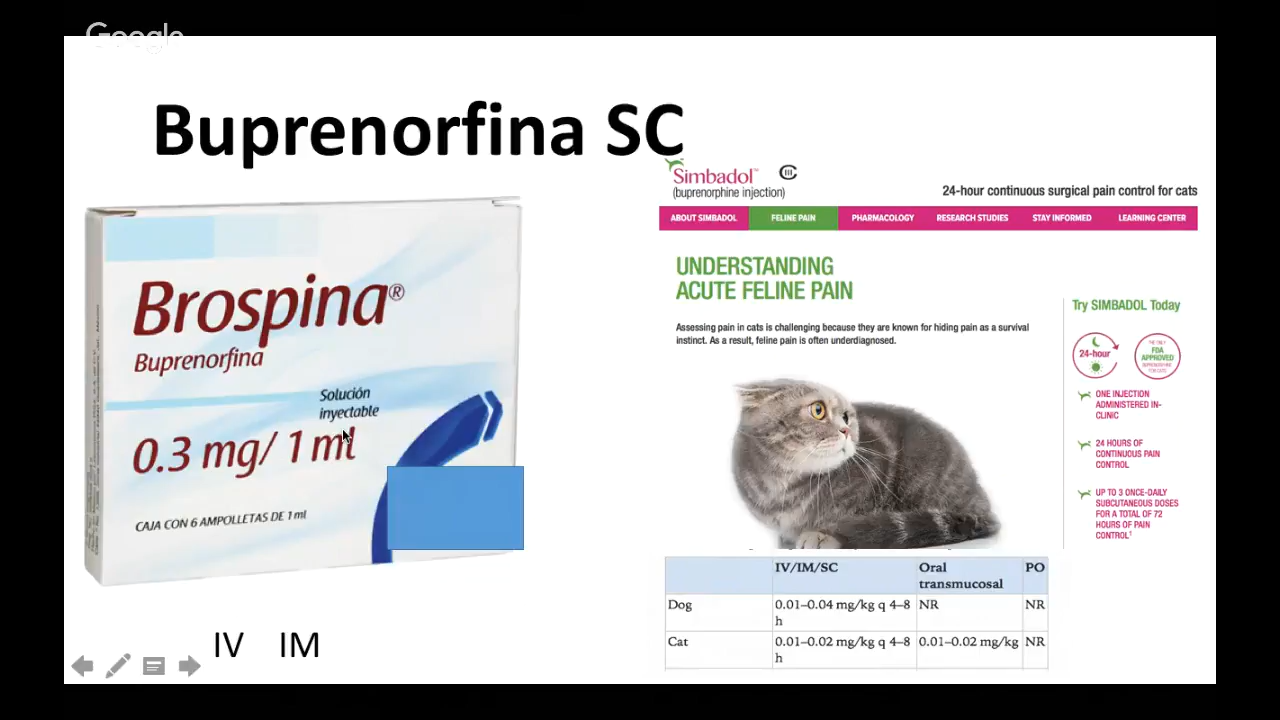 Google
Buprenorfina SC
Simbadol™
(buprenorphine injection)
24-hour continuous surgical pain control for cats
ABOUT SIMBADOL FELINE PAIN PHARMACOLOGY RESEARCH STUDIES STAY INFORMED LEARNING CENTER
Brospina®
Buprenorfina
Solución
inyectable
0.3 mg/ 1 ml
CAJA CON 6 AMPOLLETAS DE 1 ml
IV IM
UNDERSTANDING
ACUTE FELINE PAIN
Assessing pain in cats is challenging because they are known for hiding pain as a survival
instinct. As a result, feline pain is often underdiagnosed.
Try SIMBADOL Today
24-hour
FDA
APPROVED
ONE INJECTION
ADMINISTERED IN-
CLINIC
24 HOURS OF
CONTINUOUS PAIN
CONTROL
UP TO 3 ONCE-DAILY
SUBCUTANEOUS DOSES
FOR A TOTAL OF 72
HOURS OF PAIN
CONTROL†
IV/IM/SC Oral PO
transmucosal
Dog 0.01–0.04 mg/kg q 4–8 NR NR
h
Cat 0.01–0.02 mg/kg q 4–8 0.01–0.02 mg/kg NR
h